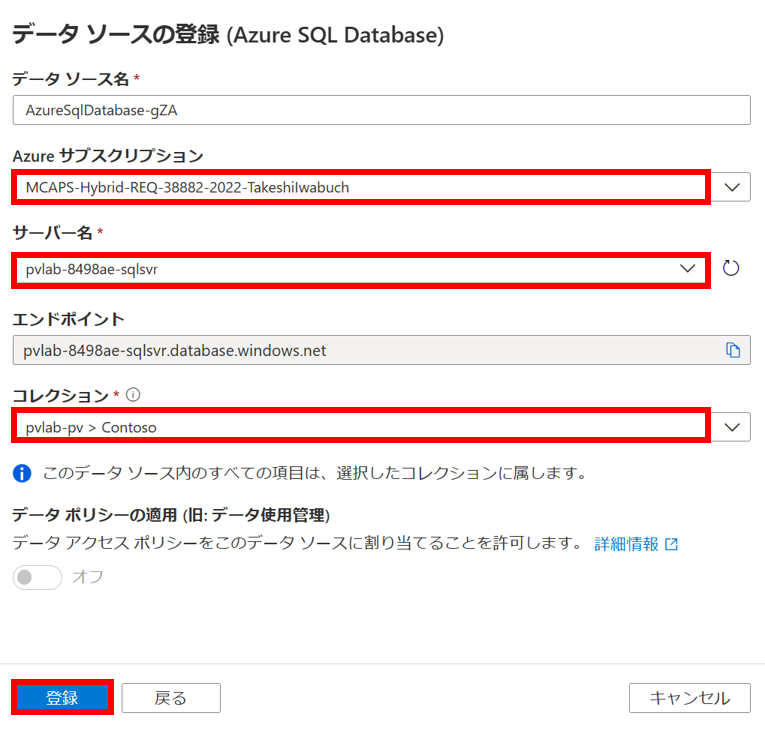 データ ソースの登録 (Azure SQL Database)
データ ソース名 *
AzureSqlDatabase-gZA
Azure サブスクリプション
MCAPS-Hybrid-REQ-38882-2022-TakeshiIwabuch
サーバー名 *
pvlab-8498ae-sqlsvr
エンドポイント
pvlab-8498ae-sqlsvr.database.windows.net
コレクション *
pvlab-pv > Contoso
このデータ ソース内のすべての項目は、選択したコレクションに属します。
データ ポリシーの適用 (旧: データ使用管理)
データ アクセス ポリシーをこのデータ ソースに割り当てることを許可します。 詳細情報
オフ
登録 戻る キャンセル